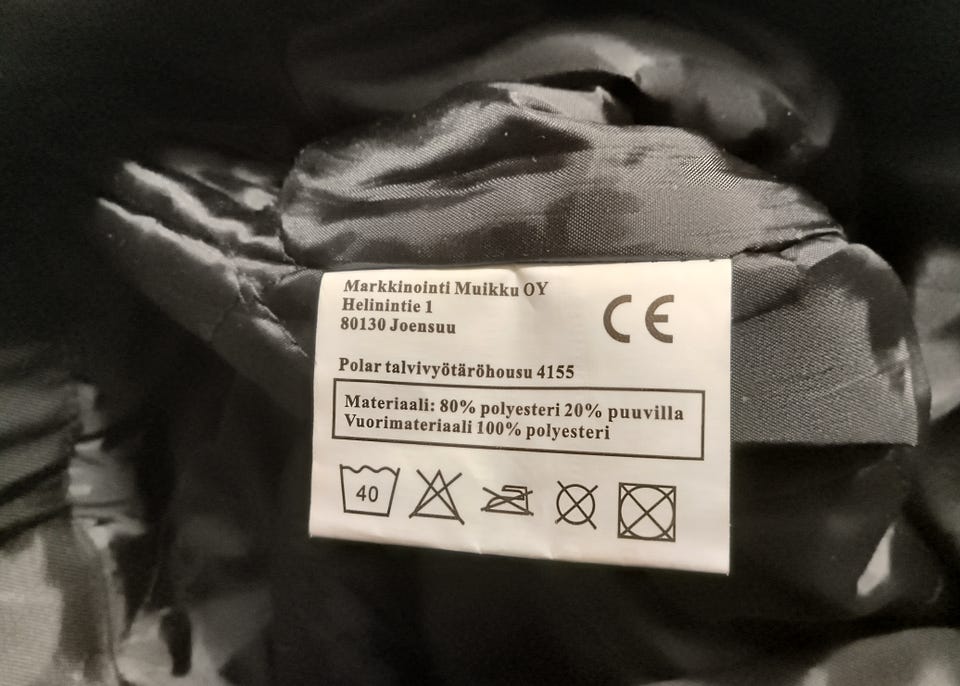 Markkinointi Muikku OY
Helinintie 1
80130 Joensuu
CE
Polar talvivyötäröhousu 4155
Materiaali: 80% polyesteri 20% puuvilla
Vuorimateriaali 100% polyesteri
40